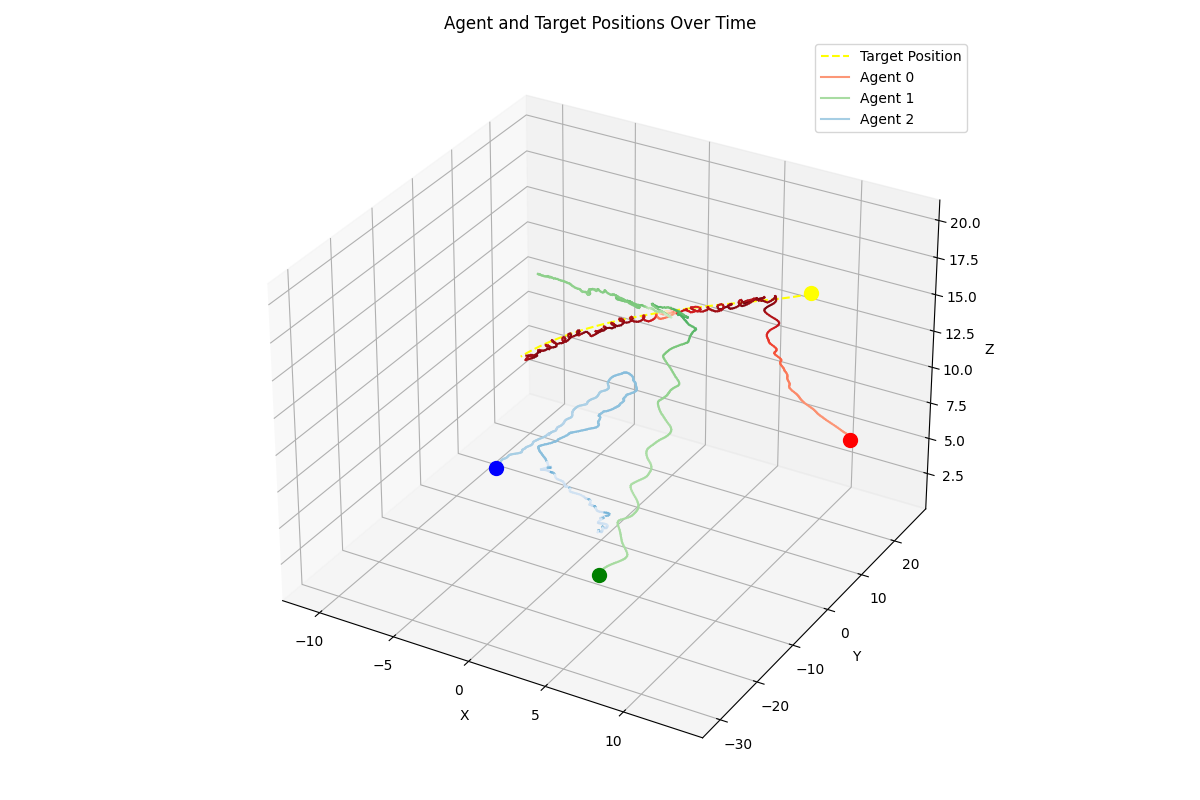 Agent and Target Positions Over Time
Target Position
Agent 0
Agent 1
Agent 2
20.0
17.5
15.0
12.5
10.0
7.5
5.0
2.5
Z
20
10
0
−10
−20
−30
Y
−10
−5
0
5
10
X